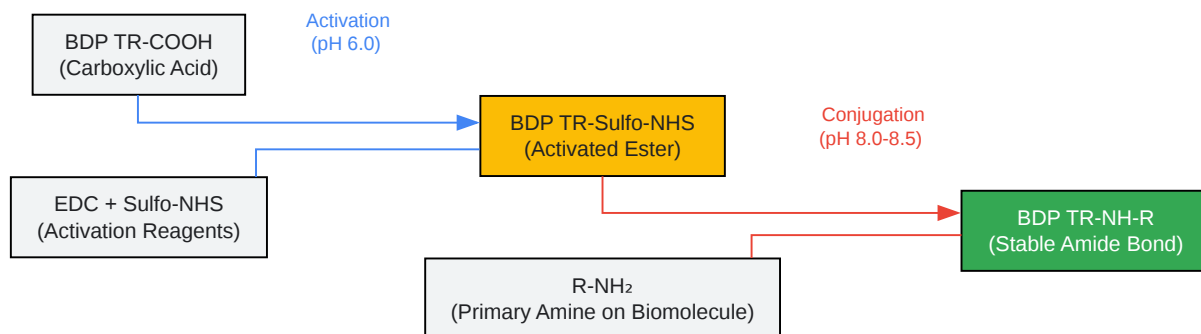 BDP TR-COOH
(Carboxylic Acid)
Activation
(pH 6.0)
BDP TR-Sulfo-NHS
(Activated Ester)
Conjugation
(pH 8.0-8.5)
EDC + Sulfo-NHS
(Activation Reagents)
BDP TR-NH-R
(Stable Amide Bond)
R-NH₂
(Primary Amine on Biomolecule)